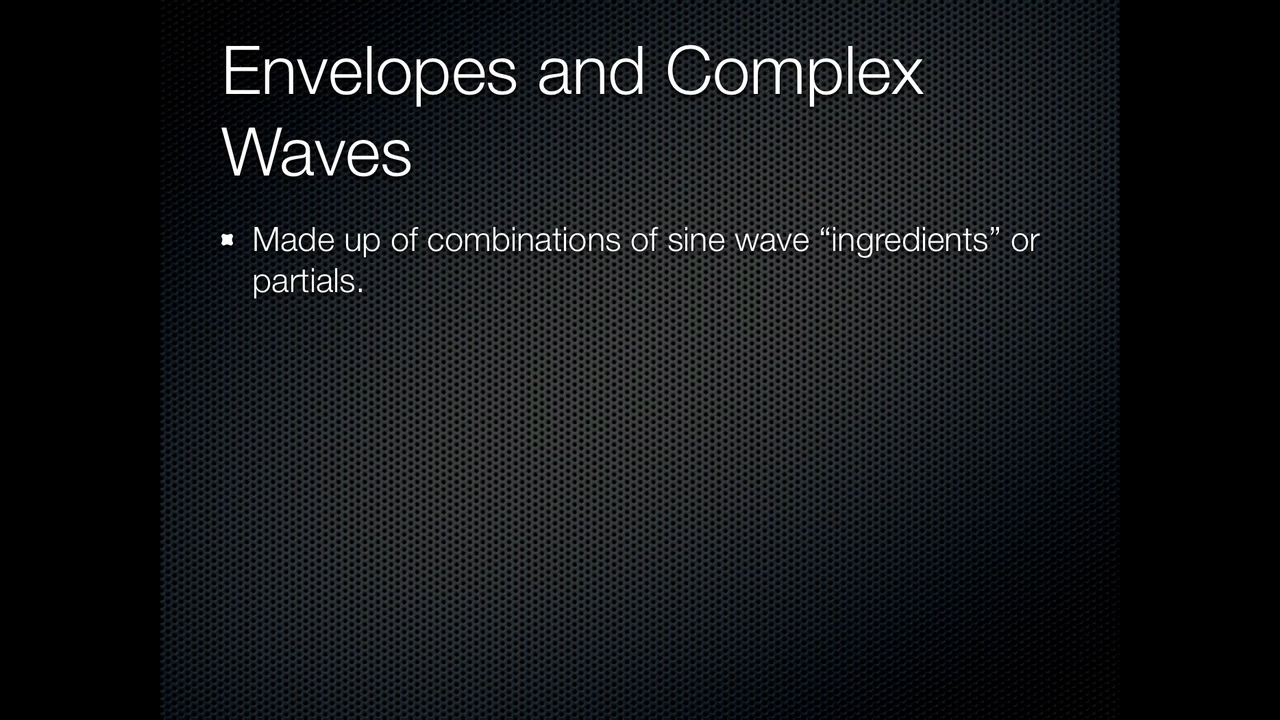 Envelopes and Complex
Waves
Made up of combinations of sine wave “ingredients” or
partials.